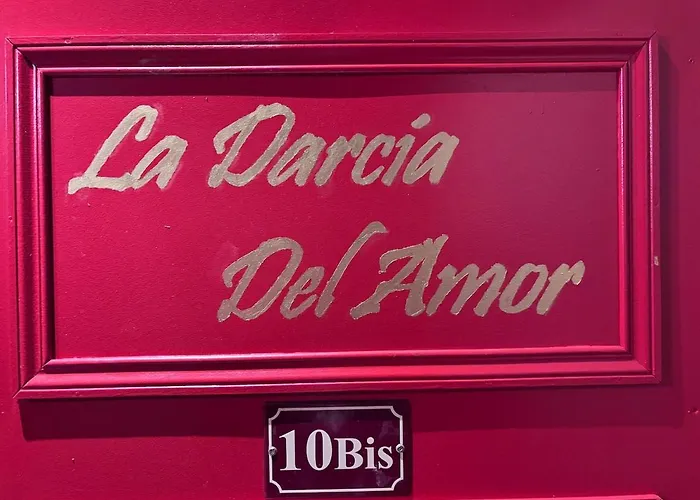 La Darcia
Del Amor
10Bis